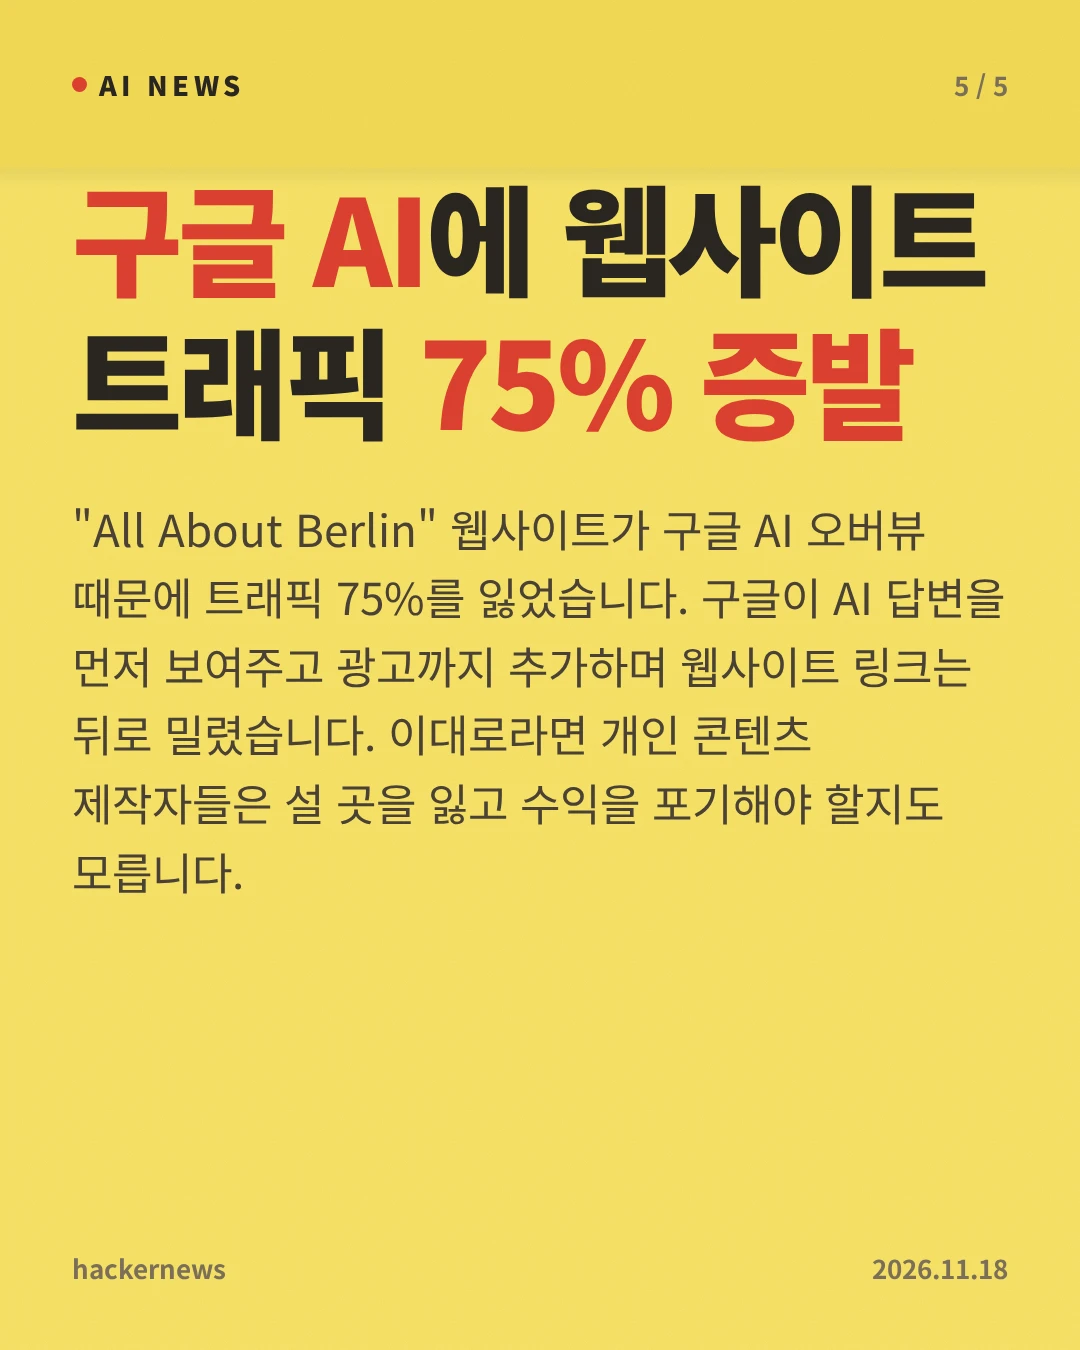 AI NEWS
5 / 5
구글 AI에 웹사이트
트래픽 75% 증발
"All About Berlin" 웹사이트가 구글 AI 오버뷰
때문에 트래픽 75%를 잃었습니다. 구글이 AI 답변을
먼저 보여주고 광고까지 추가하며 웹사이트 링크는
뒤로 밀렸습니다. 이대로라면 개인 콘텐츠
제작자들은 설 곳을 잃고 수익을 포기해야 할지도
모릅니다.
hackernews
2026.11.18